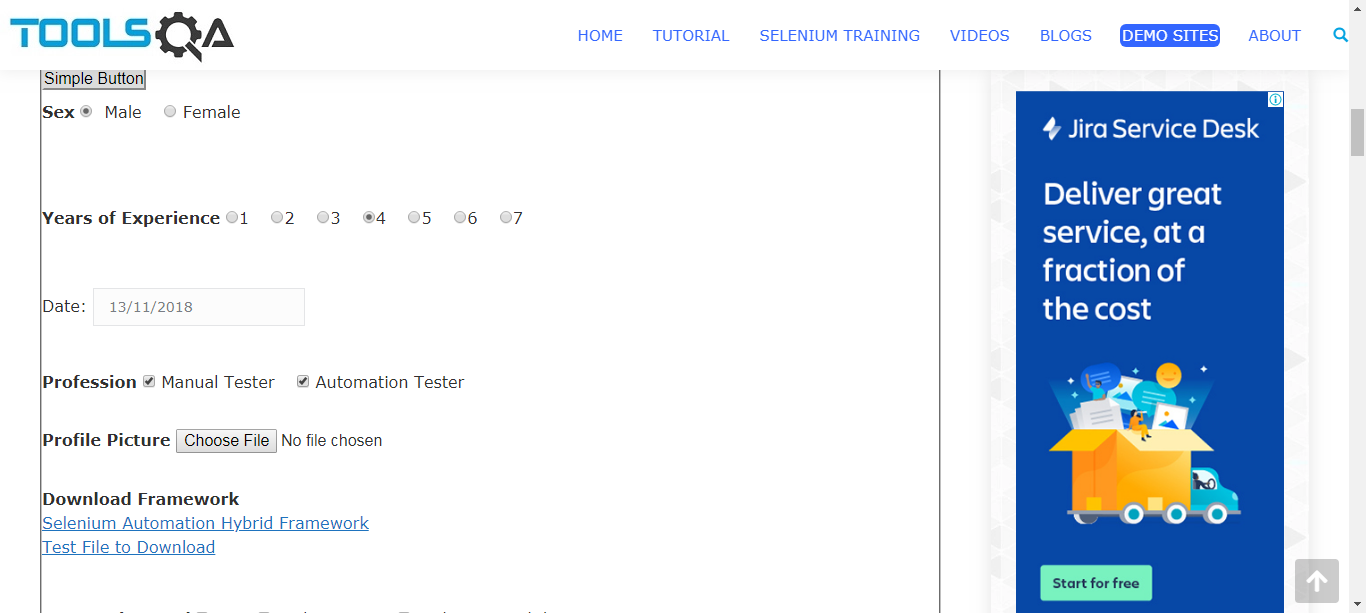 TOOLSQA
HOME TUTORIAL SELENIUM TRAINING VIDEOS BLOGS DEMO SITES ABOUT
Simple Button
Sex Male Female
Years of Experience 1 2 3 4 5 6 7
Date: 13/11/2018
Profession Manual Tester Automation Tester
Profile Picture Choose File No file chosen
Download Framework
Selenium Automation Hybrid Framework
Test File to Download
Jira Service Desk
Deliver great
service, at a
fraction of
the cost
Start for free